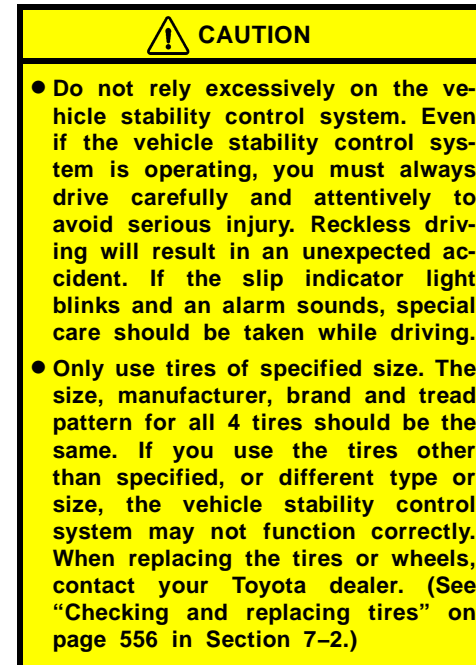 CAUTION
● Do not rely excessively on the ve-
hicle stability control system. Even
if the vehicle stability control sys-
tem is operating, you must always
drive carefully and attentively to
avoid serious injury. Reckless driv-
ing will result in an unexpected ac-
cident. If the slip indicator light
blinks and an alarm sounds, special
care should be taken while driving.
● Only use tires of specified size. The
size, manufacturer, brand and tread
pattern for all 4 tires should be the
same. If you use the tires other
than specified, or different type or
size, the vehicle stability control
system may not function correctly.
When replacing the tires or wheels,
contact your Toyota dealer. (See
“Checking and replacing tires” on
page 556 in Section 7−2.)